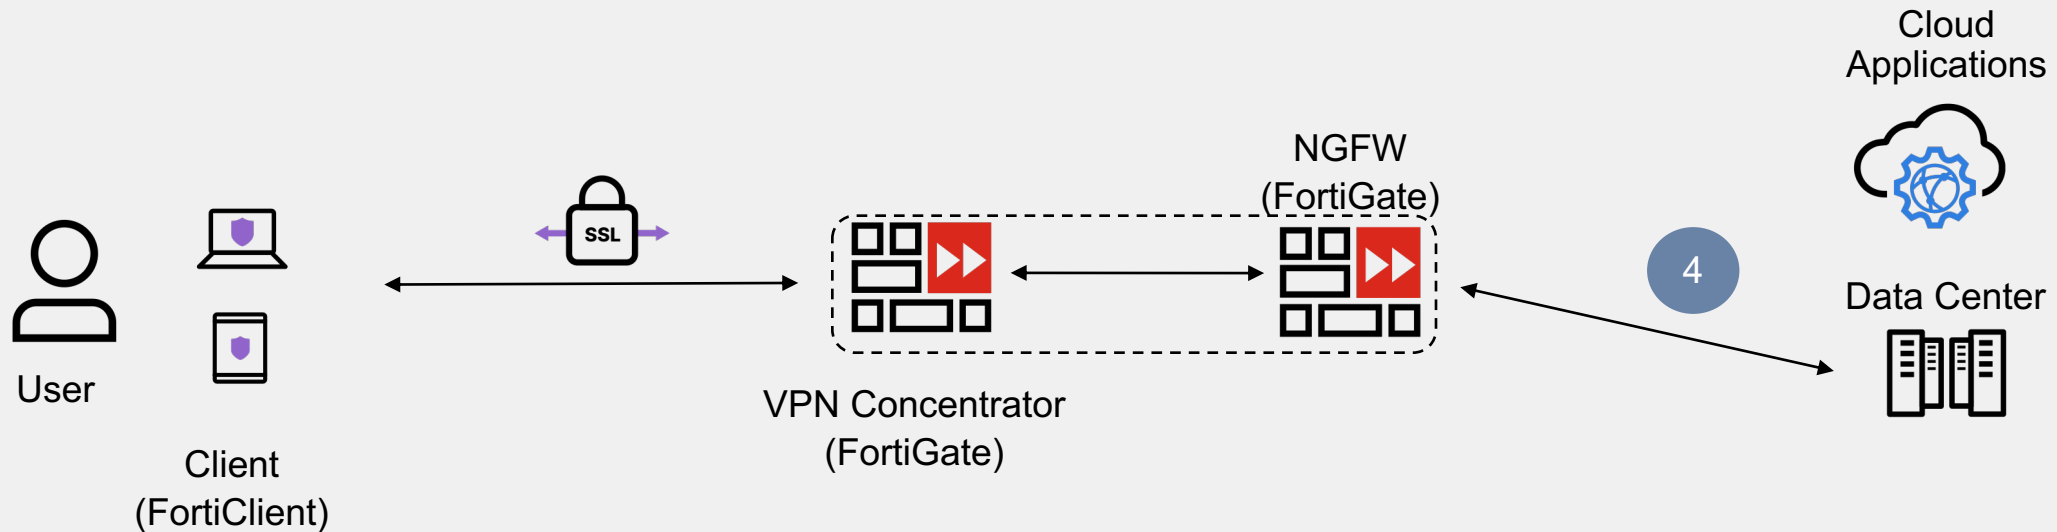 Cloud
Applications
NGFW
(FortiGate)
SSL
4
Data Center
User
VPN Concentrator
(FortiGate)
Client
(FortiClient)